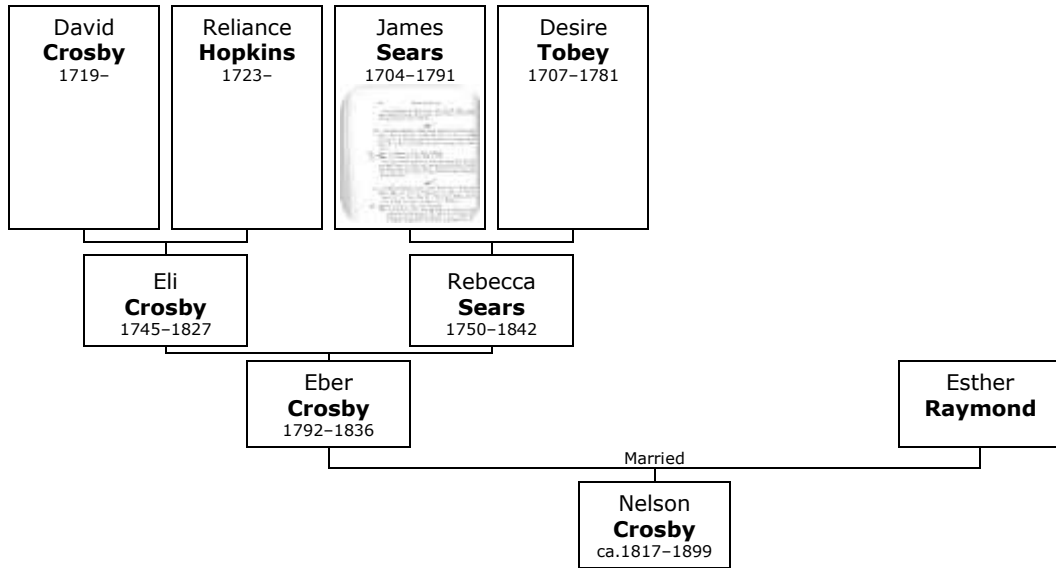 David
Crosby
1719–
Reliance
Hopkins
1723–
James
Sears
1704–1791
Desire
Tobey
1707–1781
Eli
Crosby
1745–1827
Rebecca
Sears
1750–1842
Eber
Crosby
1792–1836
Esther
Raymond
Married
Nelson
Crosby
ca.1817–1899